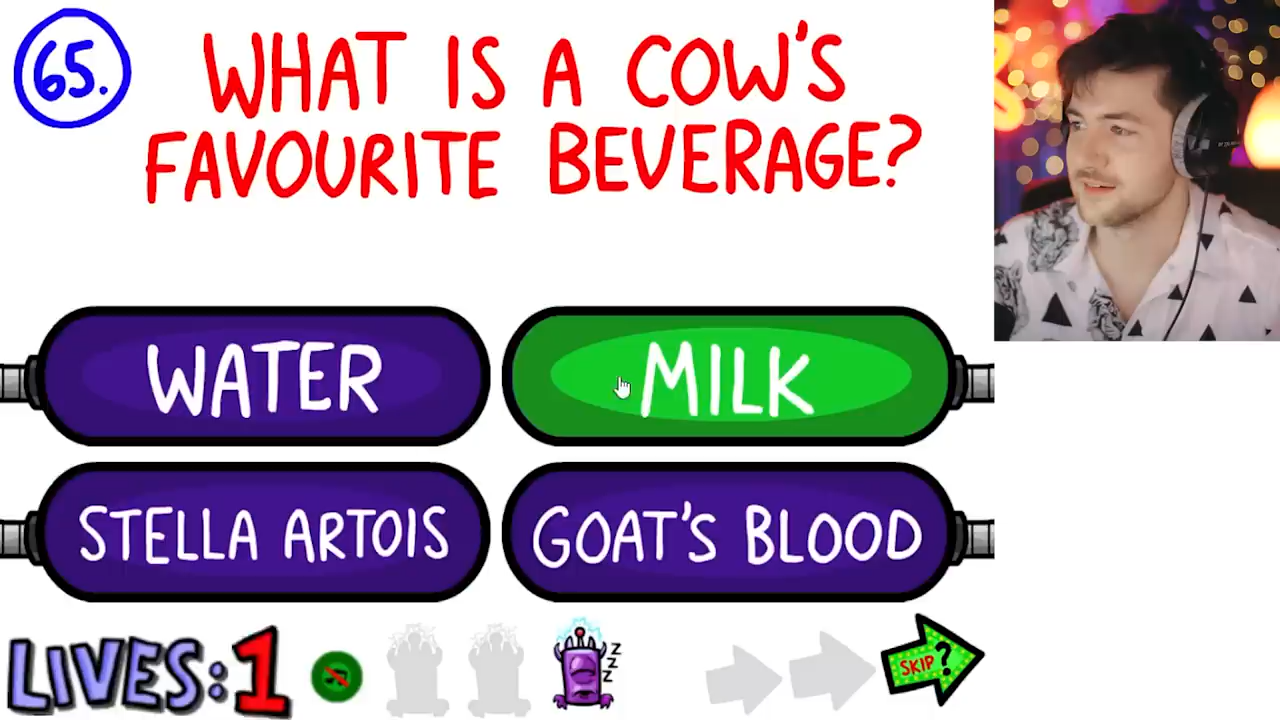 65.
WHAT IS A COW'S
FAVOURITE BEVERAGE?
WATER
MILK
STELLA ARTOIS
GOAT'S BLOOD
LIVES:1
Z
Z
Z
SKIP?